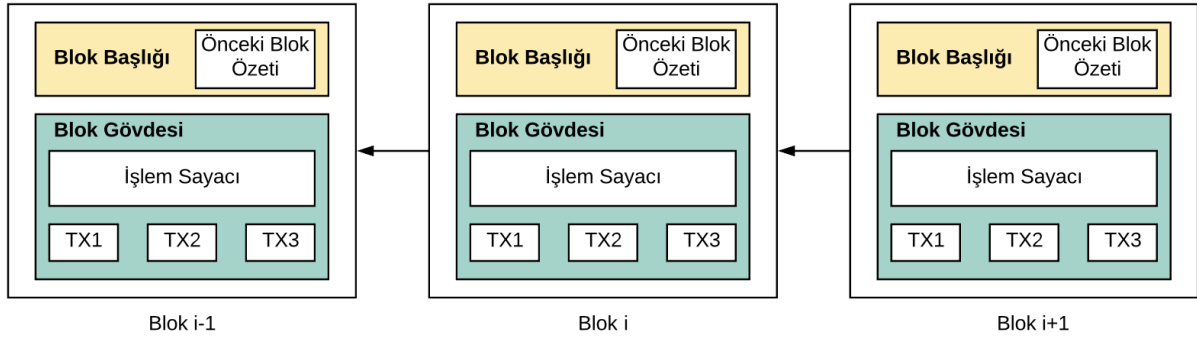 Blok Başlığı
Önceki Blok
Özeti
Blok Gövdesi
İşlem Sayacı
TX1 TX2 TX3
Blok i-1
Blok Başlığı
Önceki Blok
Özeti
Blok Gövdesi
İşlem Sayacı
TX1 TX2 TX3
Blok i
Blok Başlığı
Önceki Blok
Özeti
Blok Gövdesi
İşlem Sayacı
TX1 TX2 TX3
Blok i+1